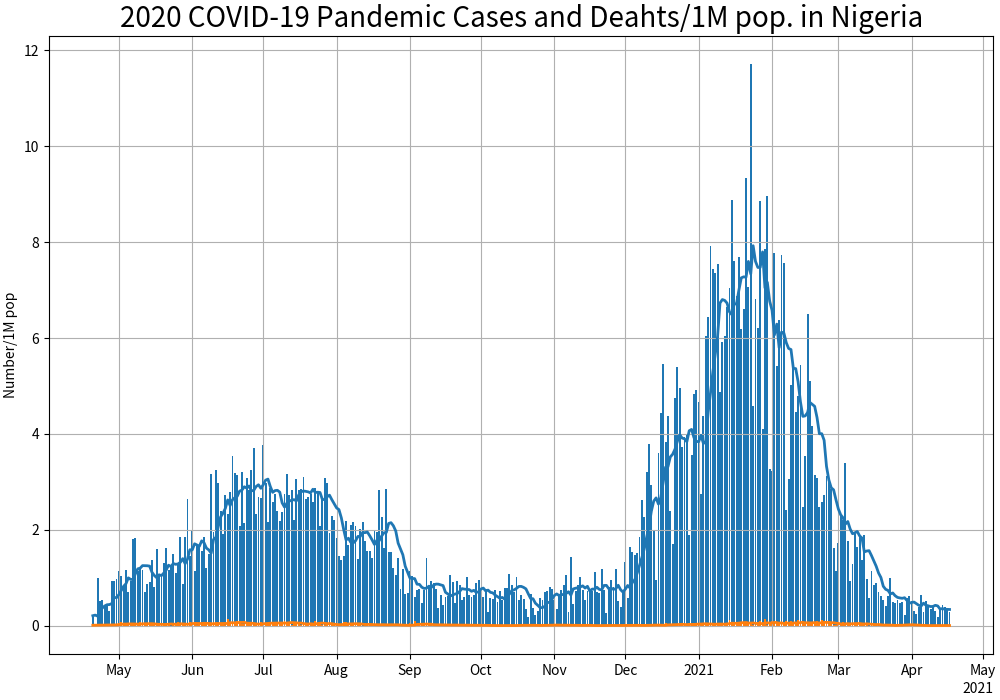 2020 COVID-19 Pandemic Cases and Deahts/1M pop. in Nigeria
Number/1M pop
12
10
8
6
4
2
0
May Jun Jul Aug Sep Oct Nov Dec 2021 Feb Mar Apr May
2021